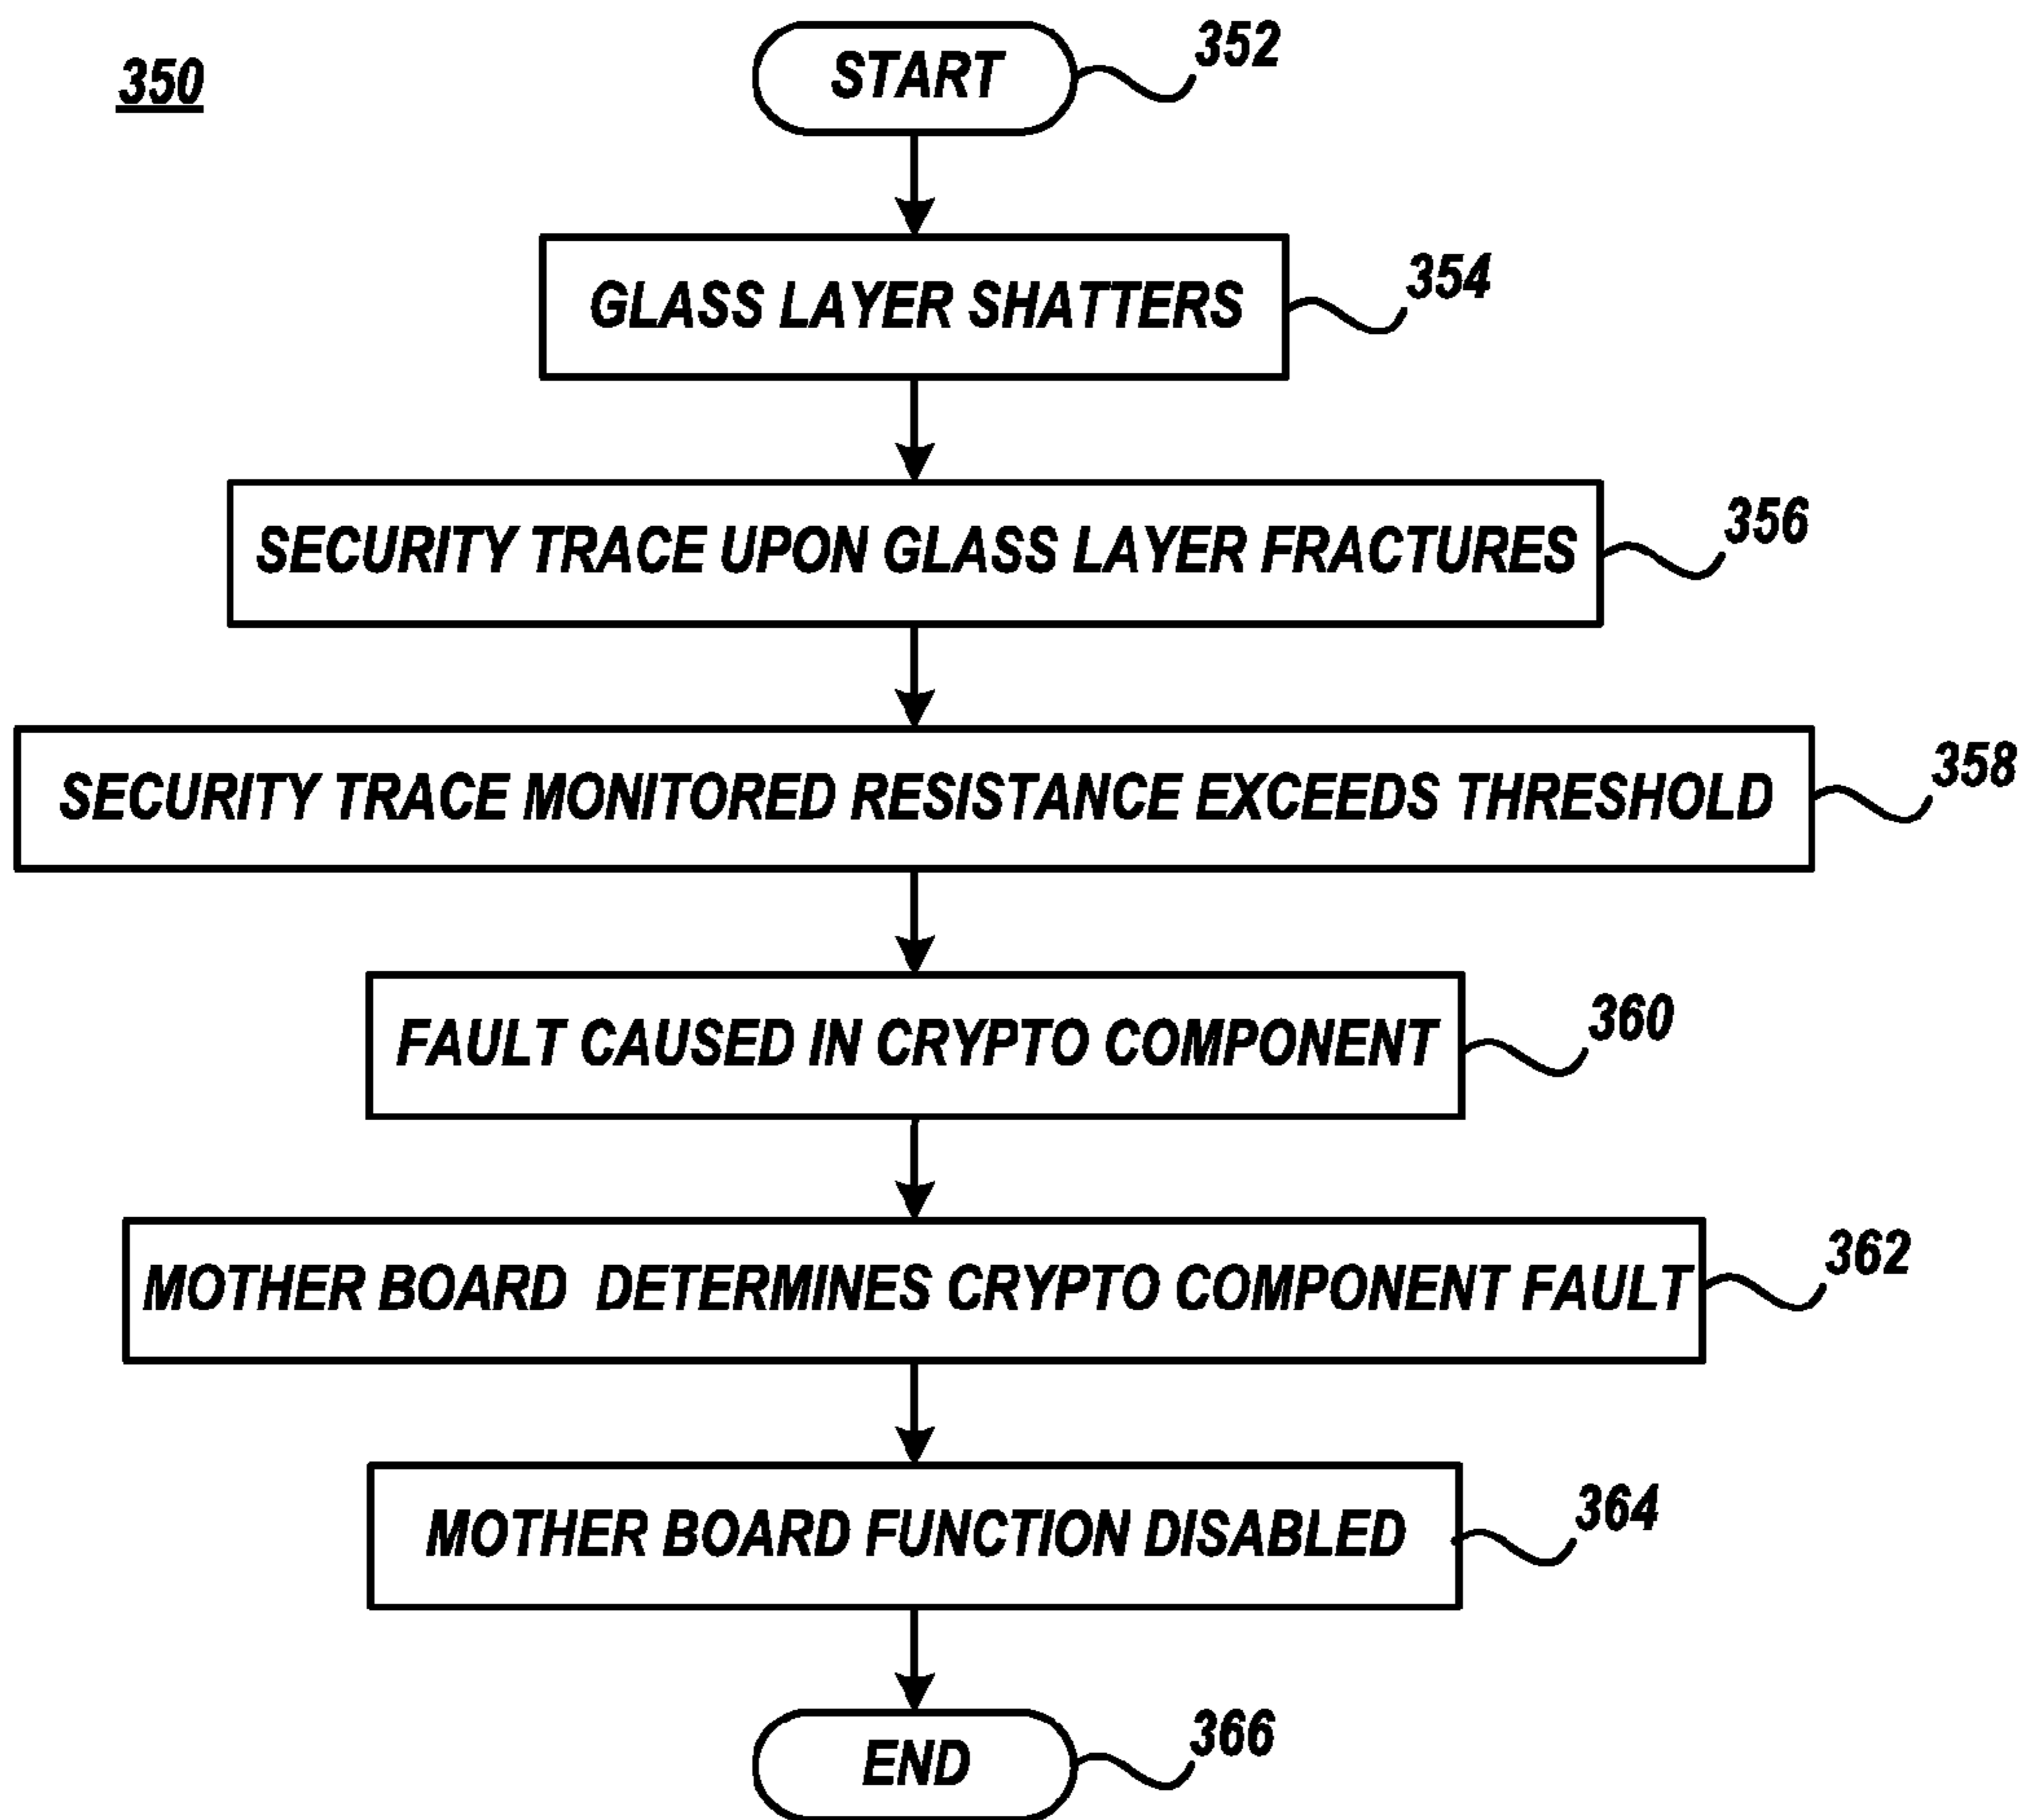 350
START
352
GLASS LAYER SHATTERS
354
SECURITY TRACE UPON GLASS LAYER FRACTURES
356
SECURITY TRACE MONITORED RESISTANCE EXCEEDS THRESHOLD
358
FAULT CAUSED IN CRYPTO COMPONENT
360
MOTHER BOARD DETERMINES CRYPTO COMPONENT FAULT
362
MOTHER BOARD FUNCTION DISABLED
364
END
366